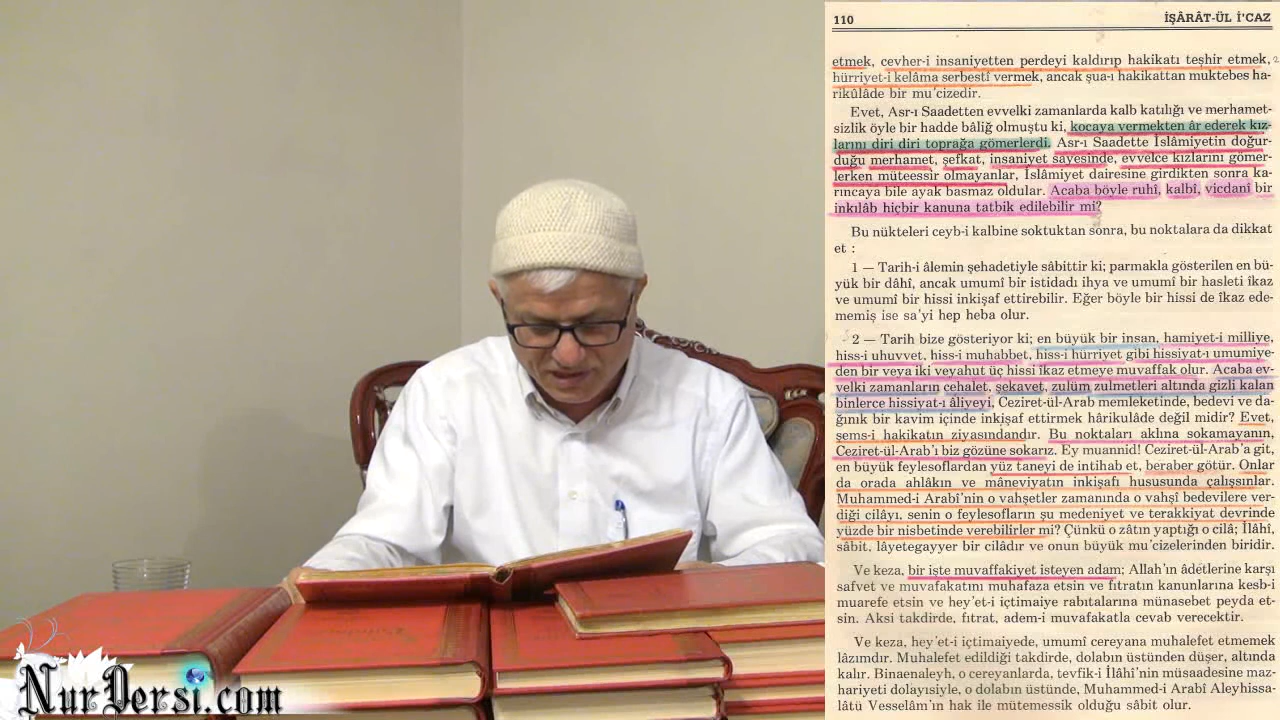 110 İŞÂRÂT-ÜL İ'CAZ
etmek, cevher-i insaniyetten perdeyi kaldırıp hakikatı teşhir etmek,
hürriyet-i kelâma serbestî vermek, ancak şua-ı hakikattan muktebes ha-
rikûlâde bir mu'cizedir.
Evet, Asr-ı Saadetten evvelki zamanlarda kalb katılığı ve merhamet-
sizlik öyle bir hadde bâliğ olmuştu ki, kocaya vermekten âr ederek kız-
larını diri diri toprağa gömerlerdi. Asr-ı Saadette İslâmiyetin doğur-
duğu merhamet, şefkat, insaniyet sayesinde, evvelce kızlarını gömer-
lerken müteessir olmayanlar, İslâmiyet dairesine girdikten sonra ka-
rıncaya bile ayak basmaz oldular. Acaba böyle ruhî, kalbî, vicdanî bir
inkılâb hiçbir kanuna tatbik edilebilir mi?
Bu nükteleri ceyb-i kalbine soktuktan sonra, bu noktalara da dikkat
et :
1 — Tarih-i âlemin şehadetiyle sâbittir ki; parmakla gösterilen en bü-
yük bir dâhî, ancak umumî bir istidadı ihya ve umumî bir hasleti îkaz
ve umumî bir hissi inkişaf ettirebilir. Eğer böyle bir hissi de îkaz ede-
memiş ise sa'yi hep heba olur.
2 — Tarih bize gösteriyor ki; en büyük bir insan, hamiyet-i milliye,
hiss-i uhuvvet, hiss-i muhabbet, hiss-i hürriyet gibi hissiyat-ı umumiye-
den bir veya iki veyahut üç hissi îkaz etmeye muvaffak olur. Acaba ev-
velki zamanların cehalet, şekavet, zulüm zulmetleri altında gizli kalan
binlerce hissiyat-ı âliyeyi, Ceziret-ül-Arab memleketinde, bedevi ve da-
ğınık bir kavim içinde inkişaf ettirmek hârikulâde değil midir? Evet,
şems-i hakikatın ziyasındandır. Bu noktaları aklına sokamayanın,
Ceziret-ül-Arab'ı biz gözüne sokarız. Ey muannid! Ceziret-ül-Arab'a git,
en büyük feylesoflardan yüz taneyi de intihab et, beraber götür. Onlar
da orada ahlâkın ve mâneviyatın inkişafı hususunda çalışsınlar.
Muhammed-i Arabî'nin o vahşetler zamanında o vahşî bedevilere ver-
diği cilâyı, senin o feylesofların şu medeniyet ve terakkiyat devrinde
yüzde bir nisbetinde verebilirler mi? Çünkü o zâtın yaptığı o cilâ; İlâhî,
sâbit, lâyetegayyer bir cilâdır ve onun büyük mu'cizelerinden biridir.
Ve keza, bir işte muvaffakiyet isteyen adam; Allah'ın âdetlerine karşı
safvet ve muvafakatını muhafaza etsin ve fıtratın kanunlarına kesb-i
muarefe etsin ve hey'et-i içtimaiye rabıtalarına münasebet peyda et-
sin. Aksi takdirde, fıtrat, adem-i muvafakatla cevab verecektir.
Ve keza, hey'et-i içtimaiyede, umumî cereyana muhalefet etmemek
lâzımdır. Muhalefet edildiği takdirde, dolabın üstünden düşer, altında
kalır. Binaenaleyh, o cereyanlarda, tevfik-i İlâhî'nin müsaadesine maz-
hariyeti dolayısiyle, o dolabın üstünde, Muhammed-i Arabî Aleyhissa-
lâtü Vesselâm'ın hak ile mütemessik olduğu sâbit olur.
NurDersi.com